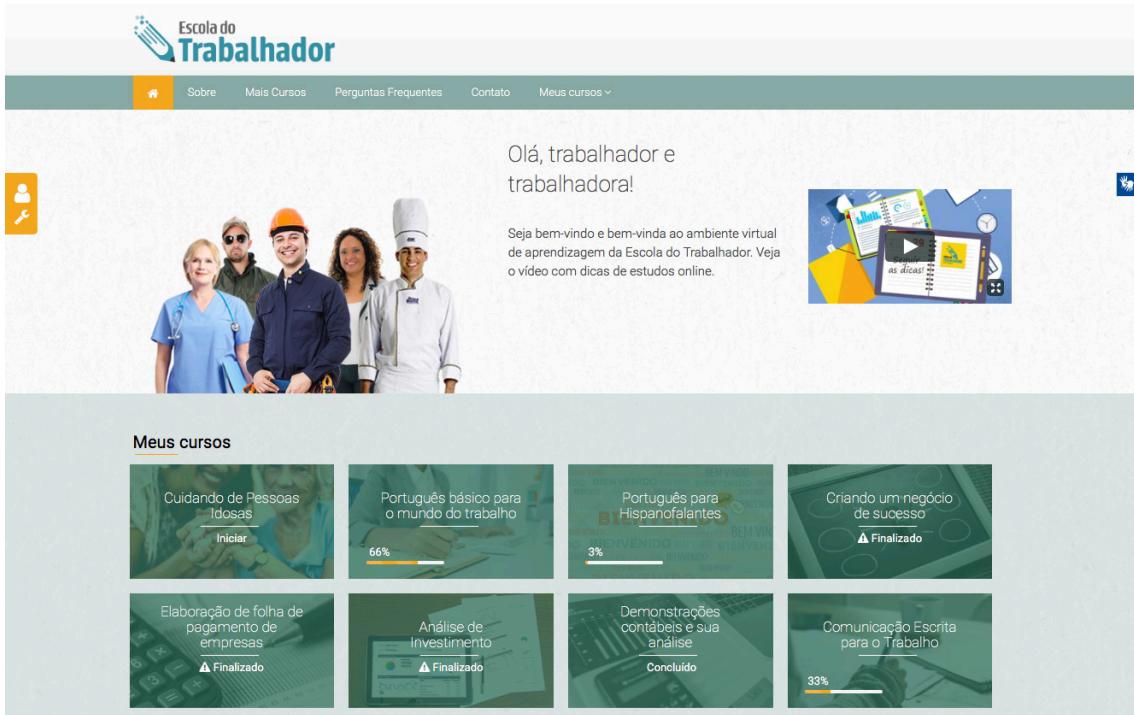 Escola do
Trabalhador
Sobre Mais Cursos Perguntas Frequentes Contato Meus cursos
Olá, trabalhador e
trabalhadora!
Seja bem-vindo e bem-vinda ao ambiente virtual
de aprendizagem da Escola do Trabalhador. Veja
o vídeo com dicas de estudos online.
Seguir
as dicas!
Meus cursos
Cuidando de Pessoas
Idosas
Iniciar
Português básico para
o mundo do trabalho
66%
Português para
Hispanofalantes
3%
BIENVENIDOS
BEM VINDO
Criando um negócio
de sucesso
Finalizado
Elaboração de folha de
pagamento de
empresas
Finalizado
Análise de
Investimento
Finalizado
Demonstrações
contábeis e sua
análise
Concluído
Comunicação Escrita
para o Trabalho
33%